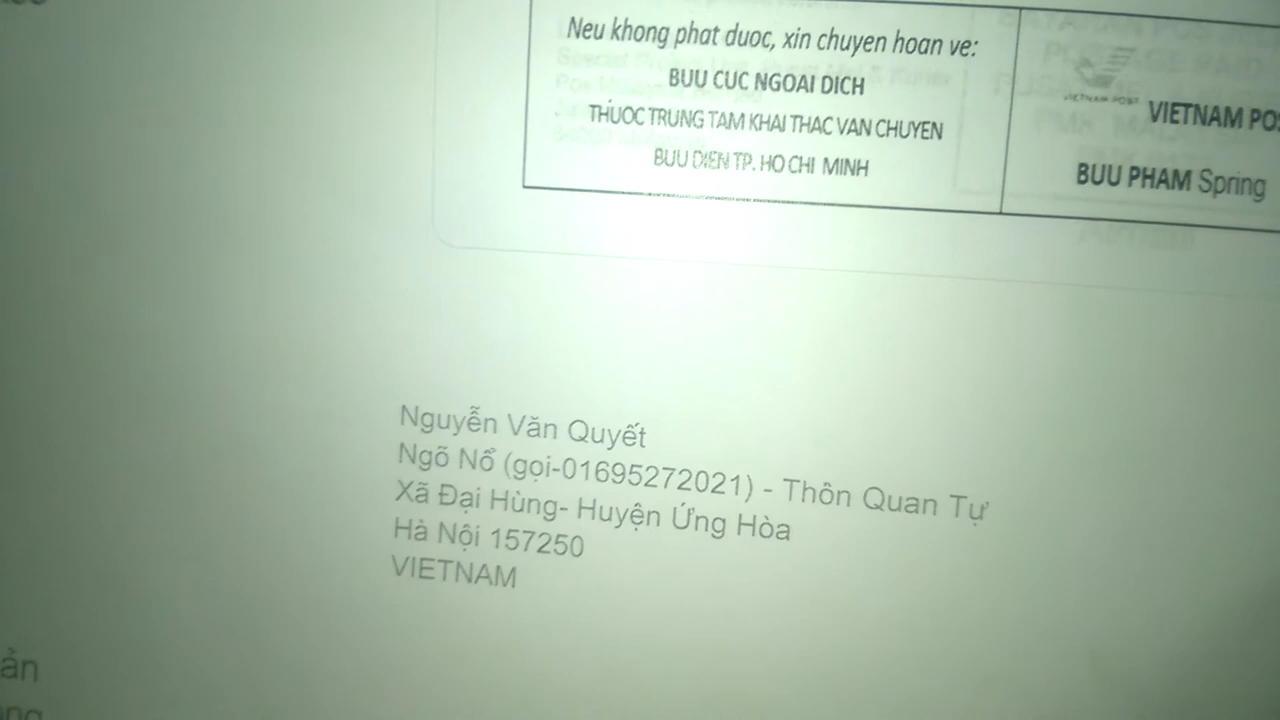 Neu khong phat duoc, xin chuyen hoan ve:
BUU CUC NGOAI DICH
THUOC TRUNG TAM KHAI THAC VAN CHUYEN
BUU DIEN TP. HO CHI MINH
VIETNAM POST
VIETNAM POS
BUU PHAM Spring
Nguyễn Văn Quyết
Ngõ Nổ (gọi-01695272021) - Thôn Quan Tự
Xã Đại Hùng- Huyện Ứng Hòa
Hà Nội 157250
VIETNAM
ản